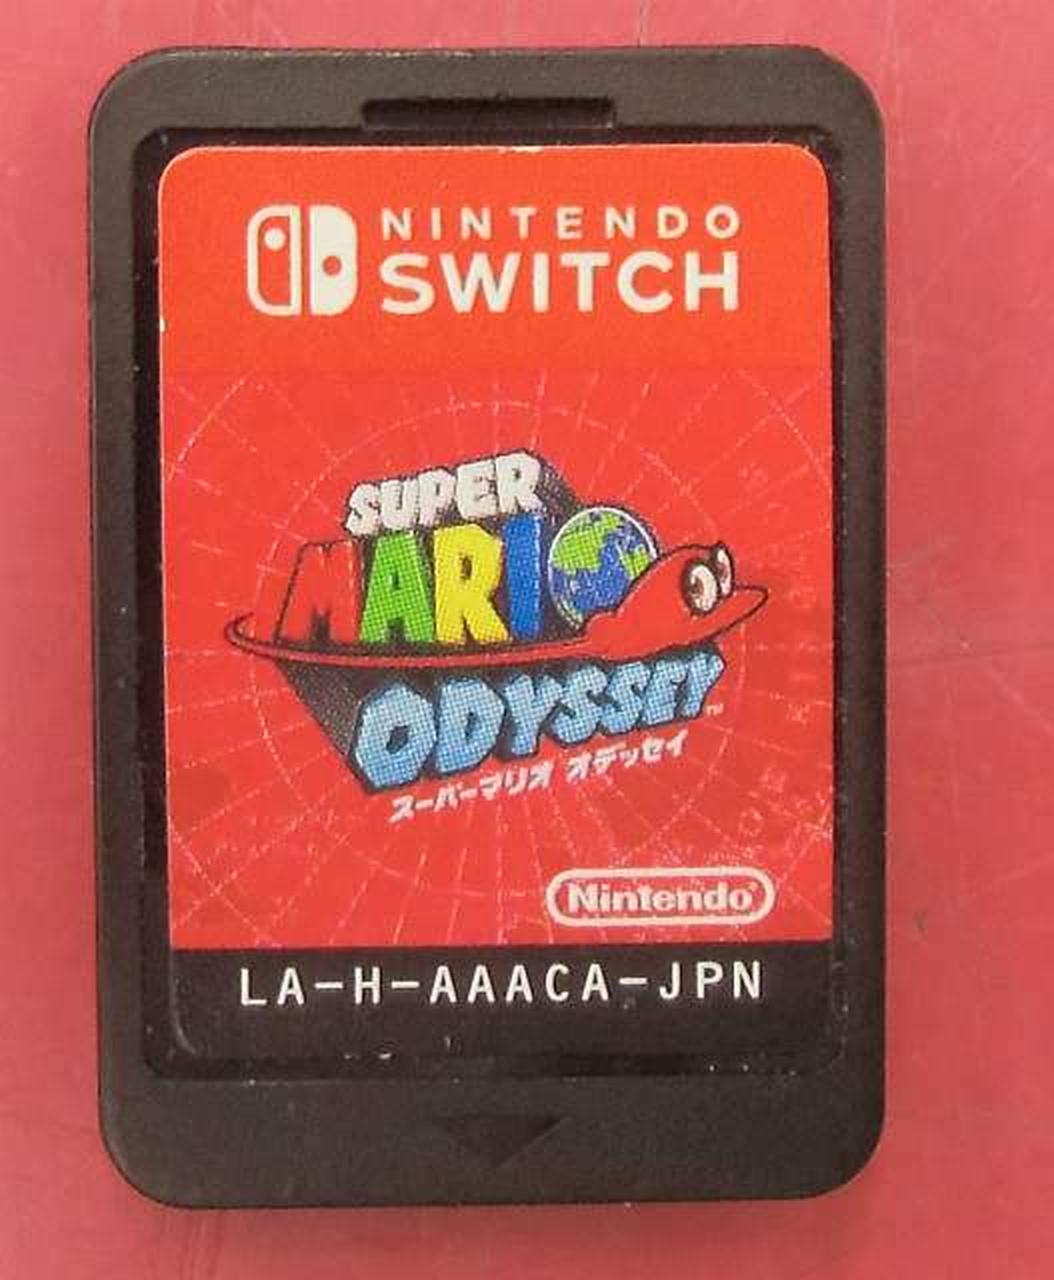 NINTENDO
SWITCH
SUPER
MARIO
ODYSSEY™
スーパーマリオ オデッセイ
Nintendo
LA-H-AAACA-JPN